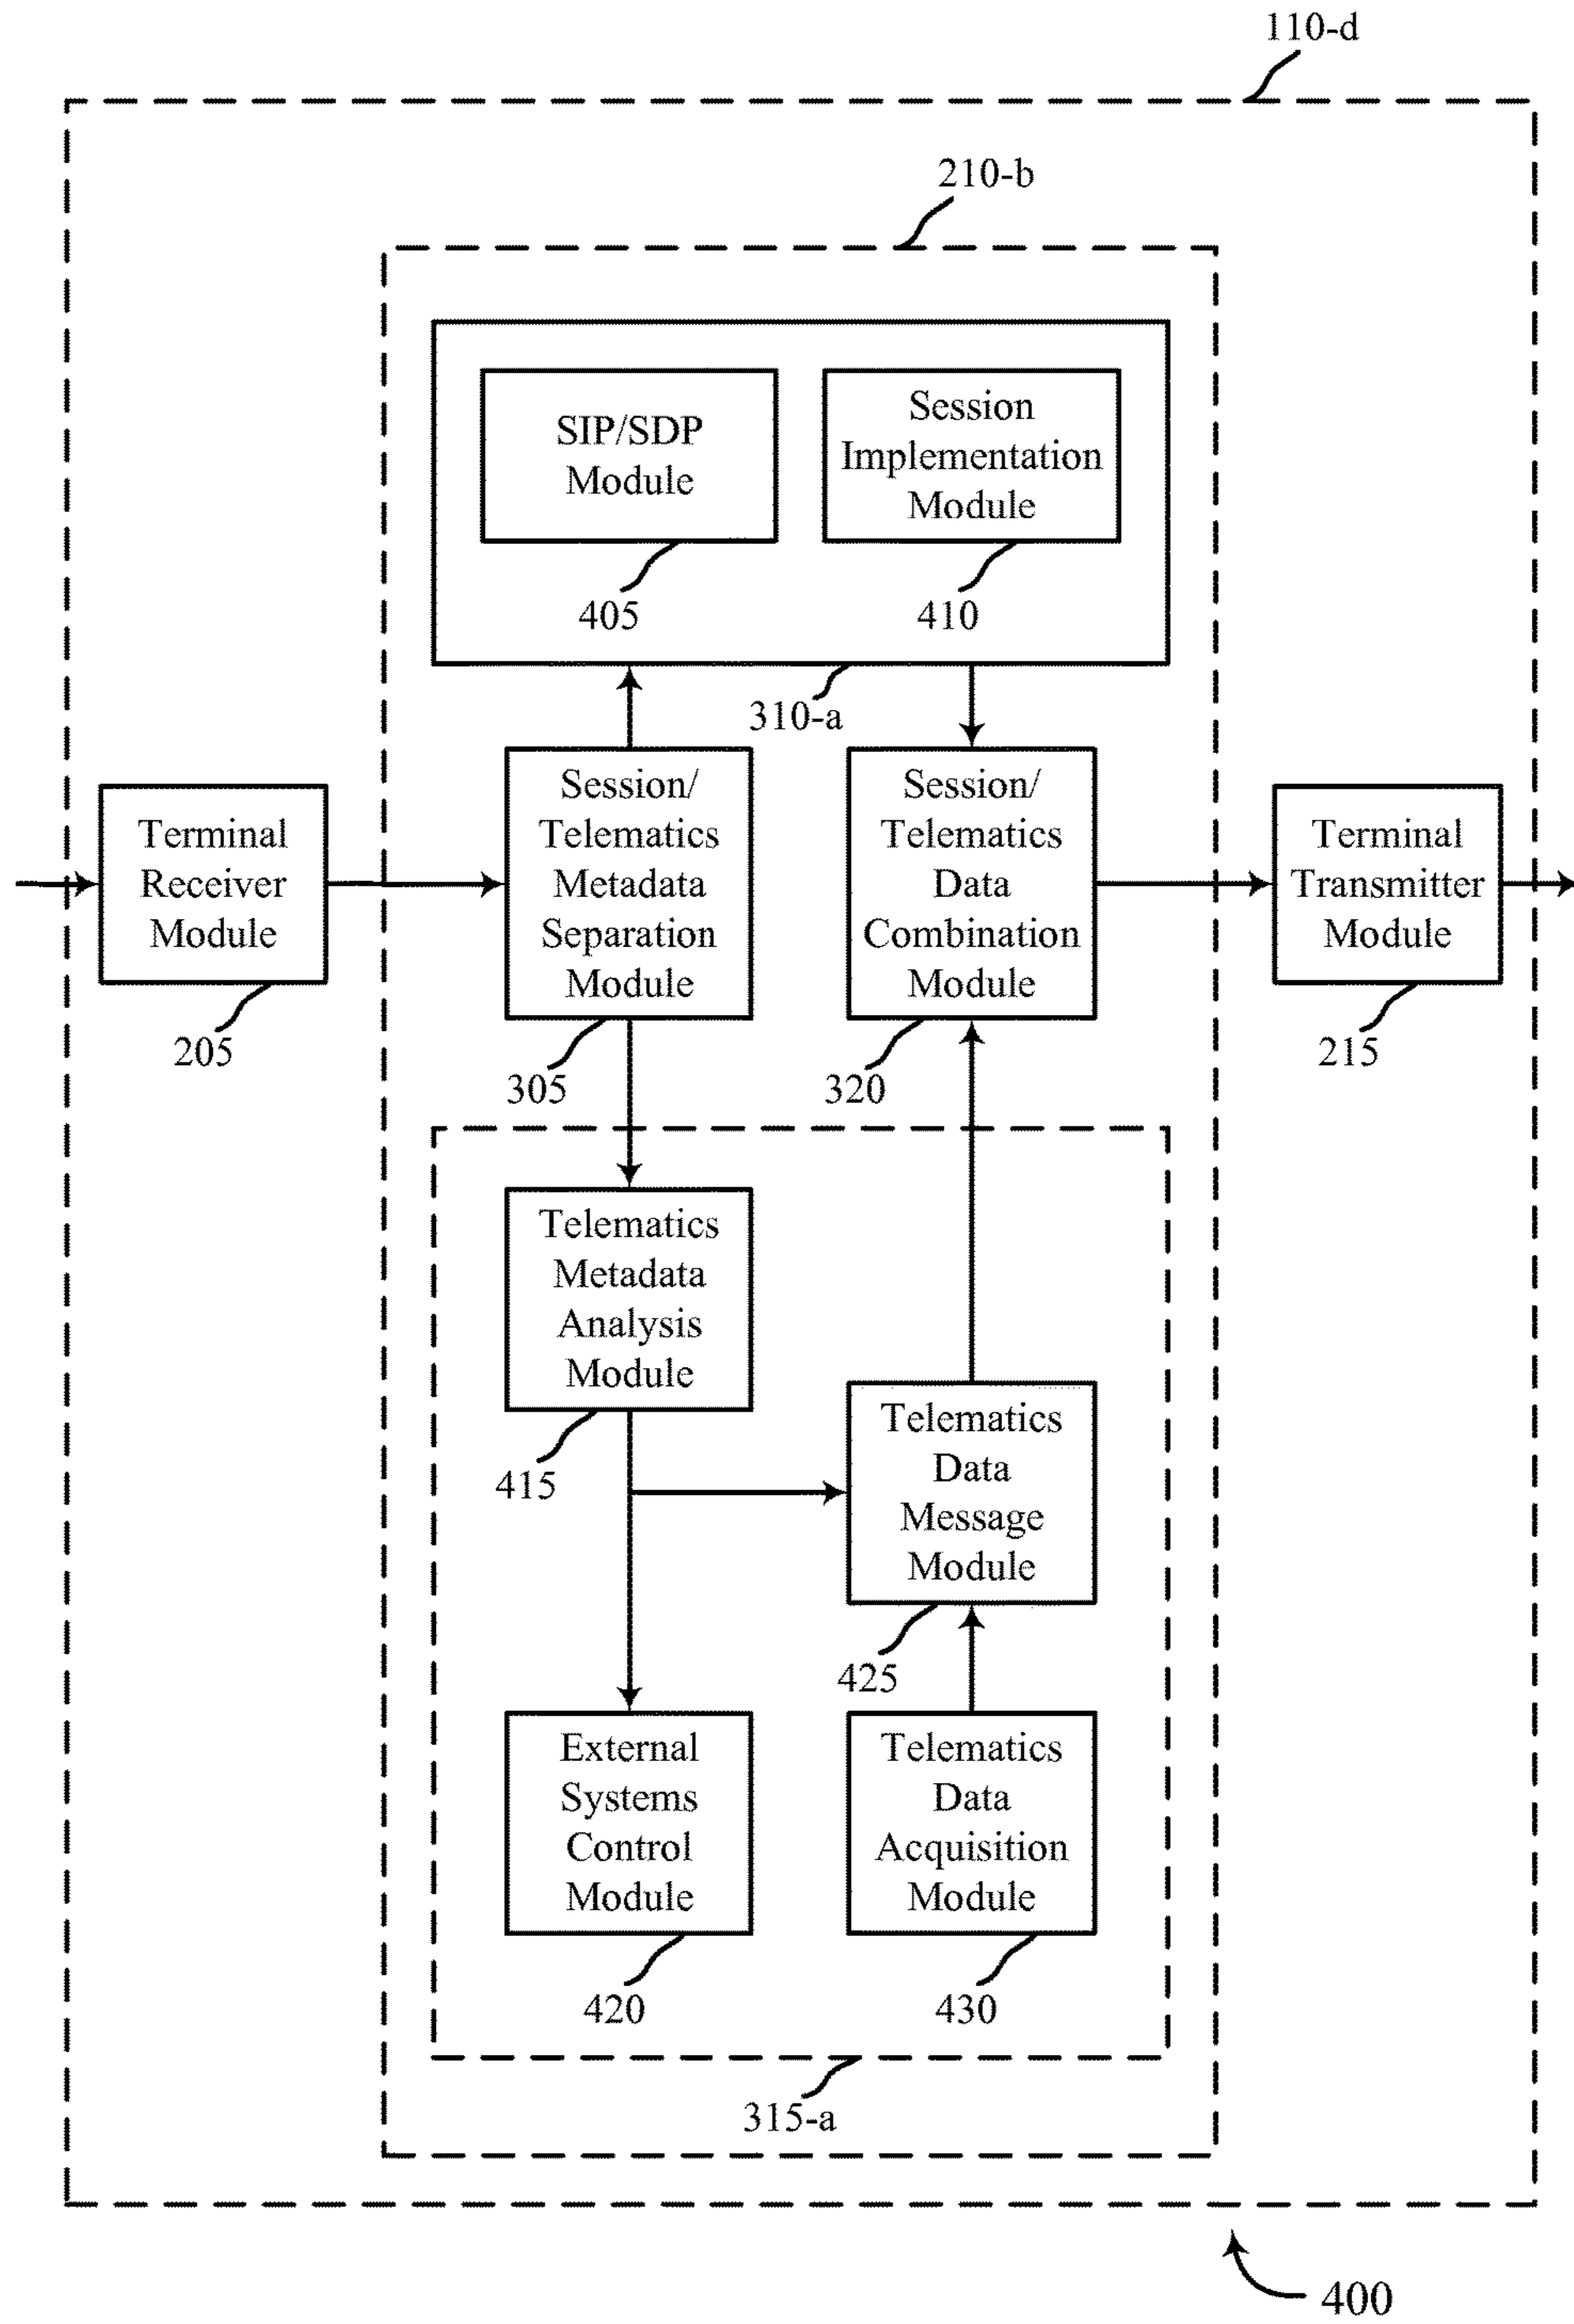 110-d
210-b
SIP/SDP
Module
405
Session
Implementation
Module
410
310-a
Terminal
Receiver
Module
205
Session/
Telematics
Metadata
Separation
Module
305
Session/
Telematics
Data
Combination
Module
320
Terminal
Transmitter
Module
215
Telematics
Metadata
Analysis
Module
415
Telematics
Data
Message
Module
425
External
Systems
Control
Module
420
Telematics
Data
Acquisition
Module
430
315-a
400